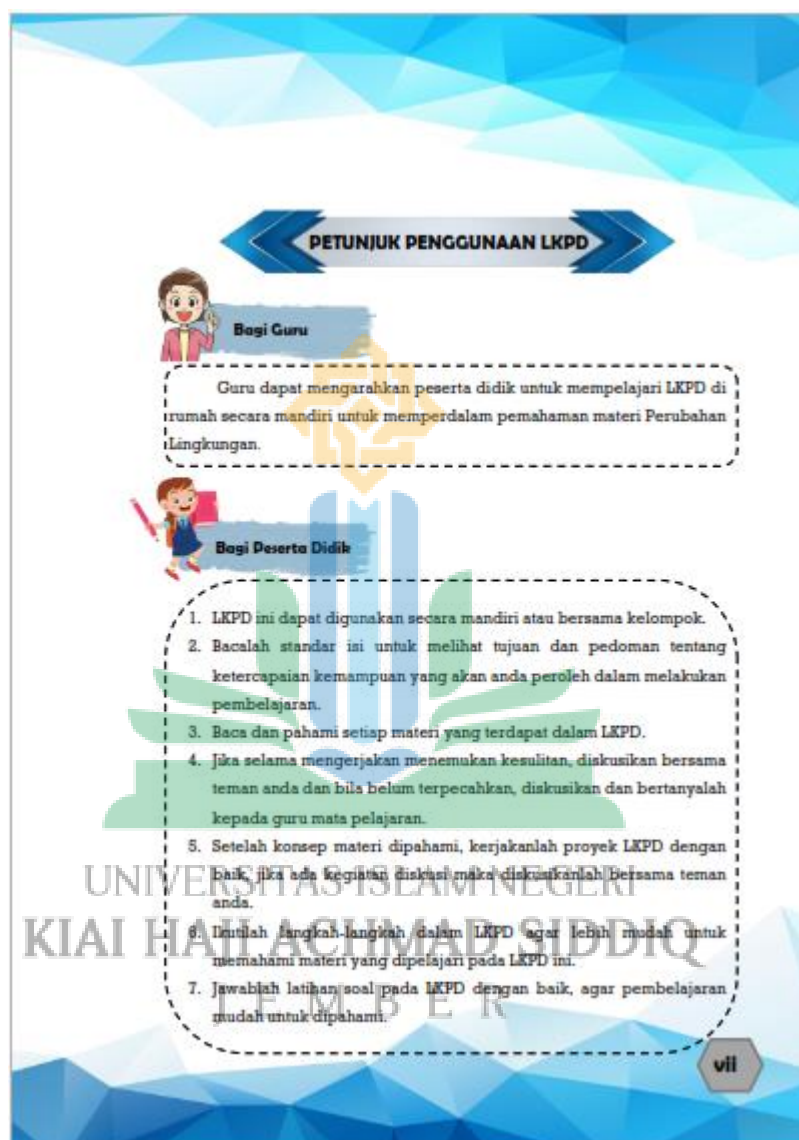 PETUNJUK PENGGUNAAN LKPD
Bagi Guru
Guru dapat mengarahkan peserta didik untuk mempelajari LKPD di
rumah secara mandiri untuk memperdalam pemahaman materi Perubahan
Lingkungan.
Bagi Peserta Didik
1. LKPD ini dapat digunakan secara mandiri atau bersama kelompok.
2. Bacalah standar isi untuk melihat tujuan dan pedoman tentang
ketercapaian kemampuan yang akan anda peroleh dalam melakukan
pembelajaran.
3. Baca dan pahami setiap materi yang terdapat dalam LKPD.
4. Jika selama mengerjakan menemukan kesulitan, diskusikan bersama
teman anda dan bila belum terpecahkan, diskusikan dan bertanyalah
kepada guru mata pelajaran.
5. Setelah konsep materi dipahami, kerjakanlah proyek LKPD dengan
baik, jika ada kegiatan diskusi maka diskusikanlah bersama teman
anda.
6. Ikutilah langkah-langkah dalam LKPD agar lebih mudah untuk
memahami materi yang dipelajari pada LKPD ini.
7. Jawablah latihan soal pada LKPD dengan baik, agar pembelajaran
mudah untuk dipahami.
UNIVERSITAS ISLAM NEGERI
KIAI HAJI ACHMAD SIDDIQ
JEMBER
vii